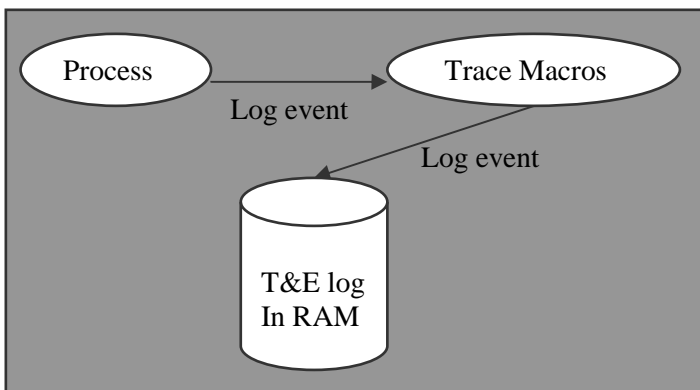 Process
Trace Macros
Log event
Log event
T&E log
In RAM